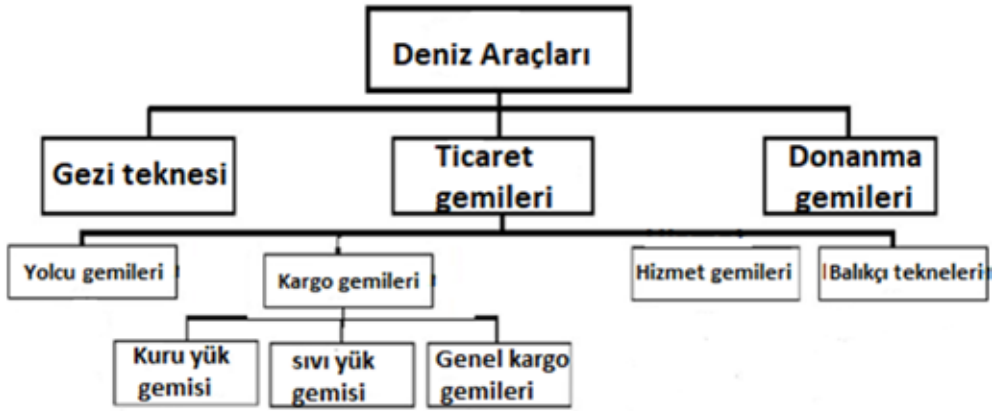 Deniz Araçları
Gezi teknesi
Ticaret
gemileri
Donanma
gemileri
Yolcu gemileri
Kargo gemileri
Hizmet gemileri
Balıkçı tekneleri
Kuru yük
gemisi
sıvı yük
gemisi
Genel kargo
gemileri